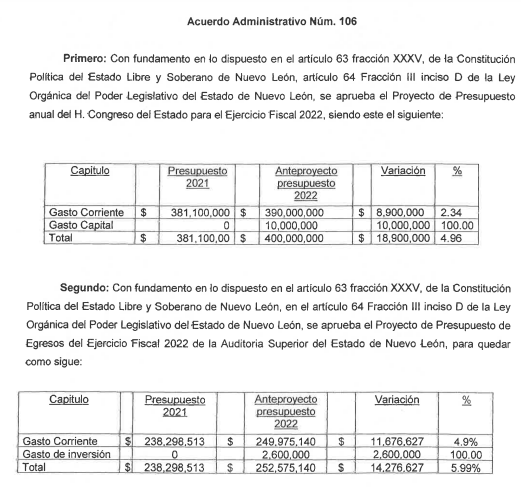 Acuerdo Administrativo Núm. 106
Primero: Con fundamento en lo dispuesto en el artículo 63 fracción XXXV, de la Constitución
Política del Estado Libre y Soberano de Nuevo León, artículo 64 Fracción III inciso D de la Ley
Orgánica del Poder Legislativo del Estado de Nuevo León, se aprueba el Proyecto de Presupuesto
anual del H. Congreso del Estado para el Ejercicio Fiscal 2022, siendo este el siguiente:
Capitulo Presupuesto 2021 Anteproyecto presupuesto 2022 Variación %
Gasto Corriente $ 381,100,000 $ 390,000,000 $ 8,900,000 2.34
Gasto Capital 0 10,000,000 10,000,000 100.00
Total $ 381,100,00 $ 400,000,000 $ 18,900,000 4.96
Segundo: Con fundamento en lo dispuesto en el artículo 63 fracción XXXV, de la Constitución
Política del Estado Libre y Soberano de Nuevo León, en el artículo 64 Fracción III inciso D de la Ley
Orgánica del Poder Legislativo del Estado de Nuevo León, se aprueba el Proyecto de Presupuesto de
Egresos del Ejercicio Fiscal 2022 de la Auditoria Superior del Estado de Nuevo León, para quedar
como sigue:
Capitulo Presupuesto 2021 Anteproyecto presupuesto 2022 Variación %
Gasto Corriente $ 238,298,513 $ 249,975,140 $ 11,676,627 4.9%
Gasto de inversión 0 2,600,000 2,600,000 100.00
Total $ 238,298,513 $ 252,575,140 $ 14,276,627 5.99%